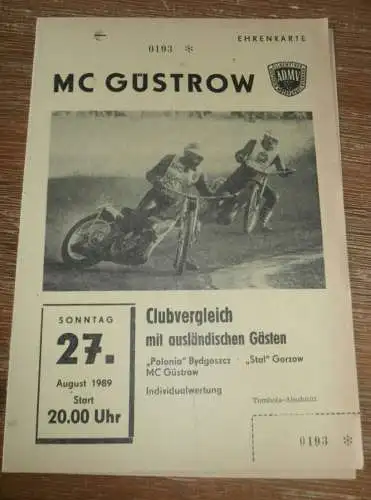 EHRENKARTE
0193 ✻
MC GÜSTROW
ADMV
SONNTAG
27.
August 1989
Start
20.00 Uhr
Clubvergleich
mit ausländischen Gästen
„Polonia" Bydgoszcz · „Stal" Gorzow
MC Güstrow
Individualwertung
Tombola-Abschnitt
0193 ✻